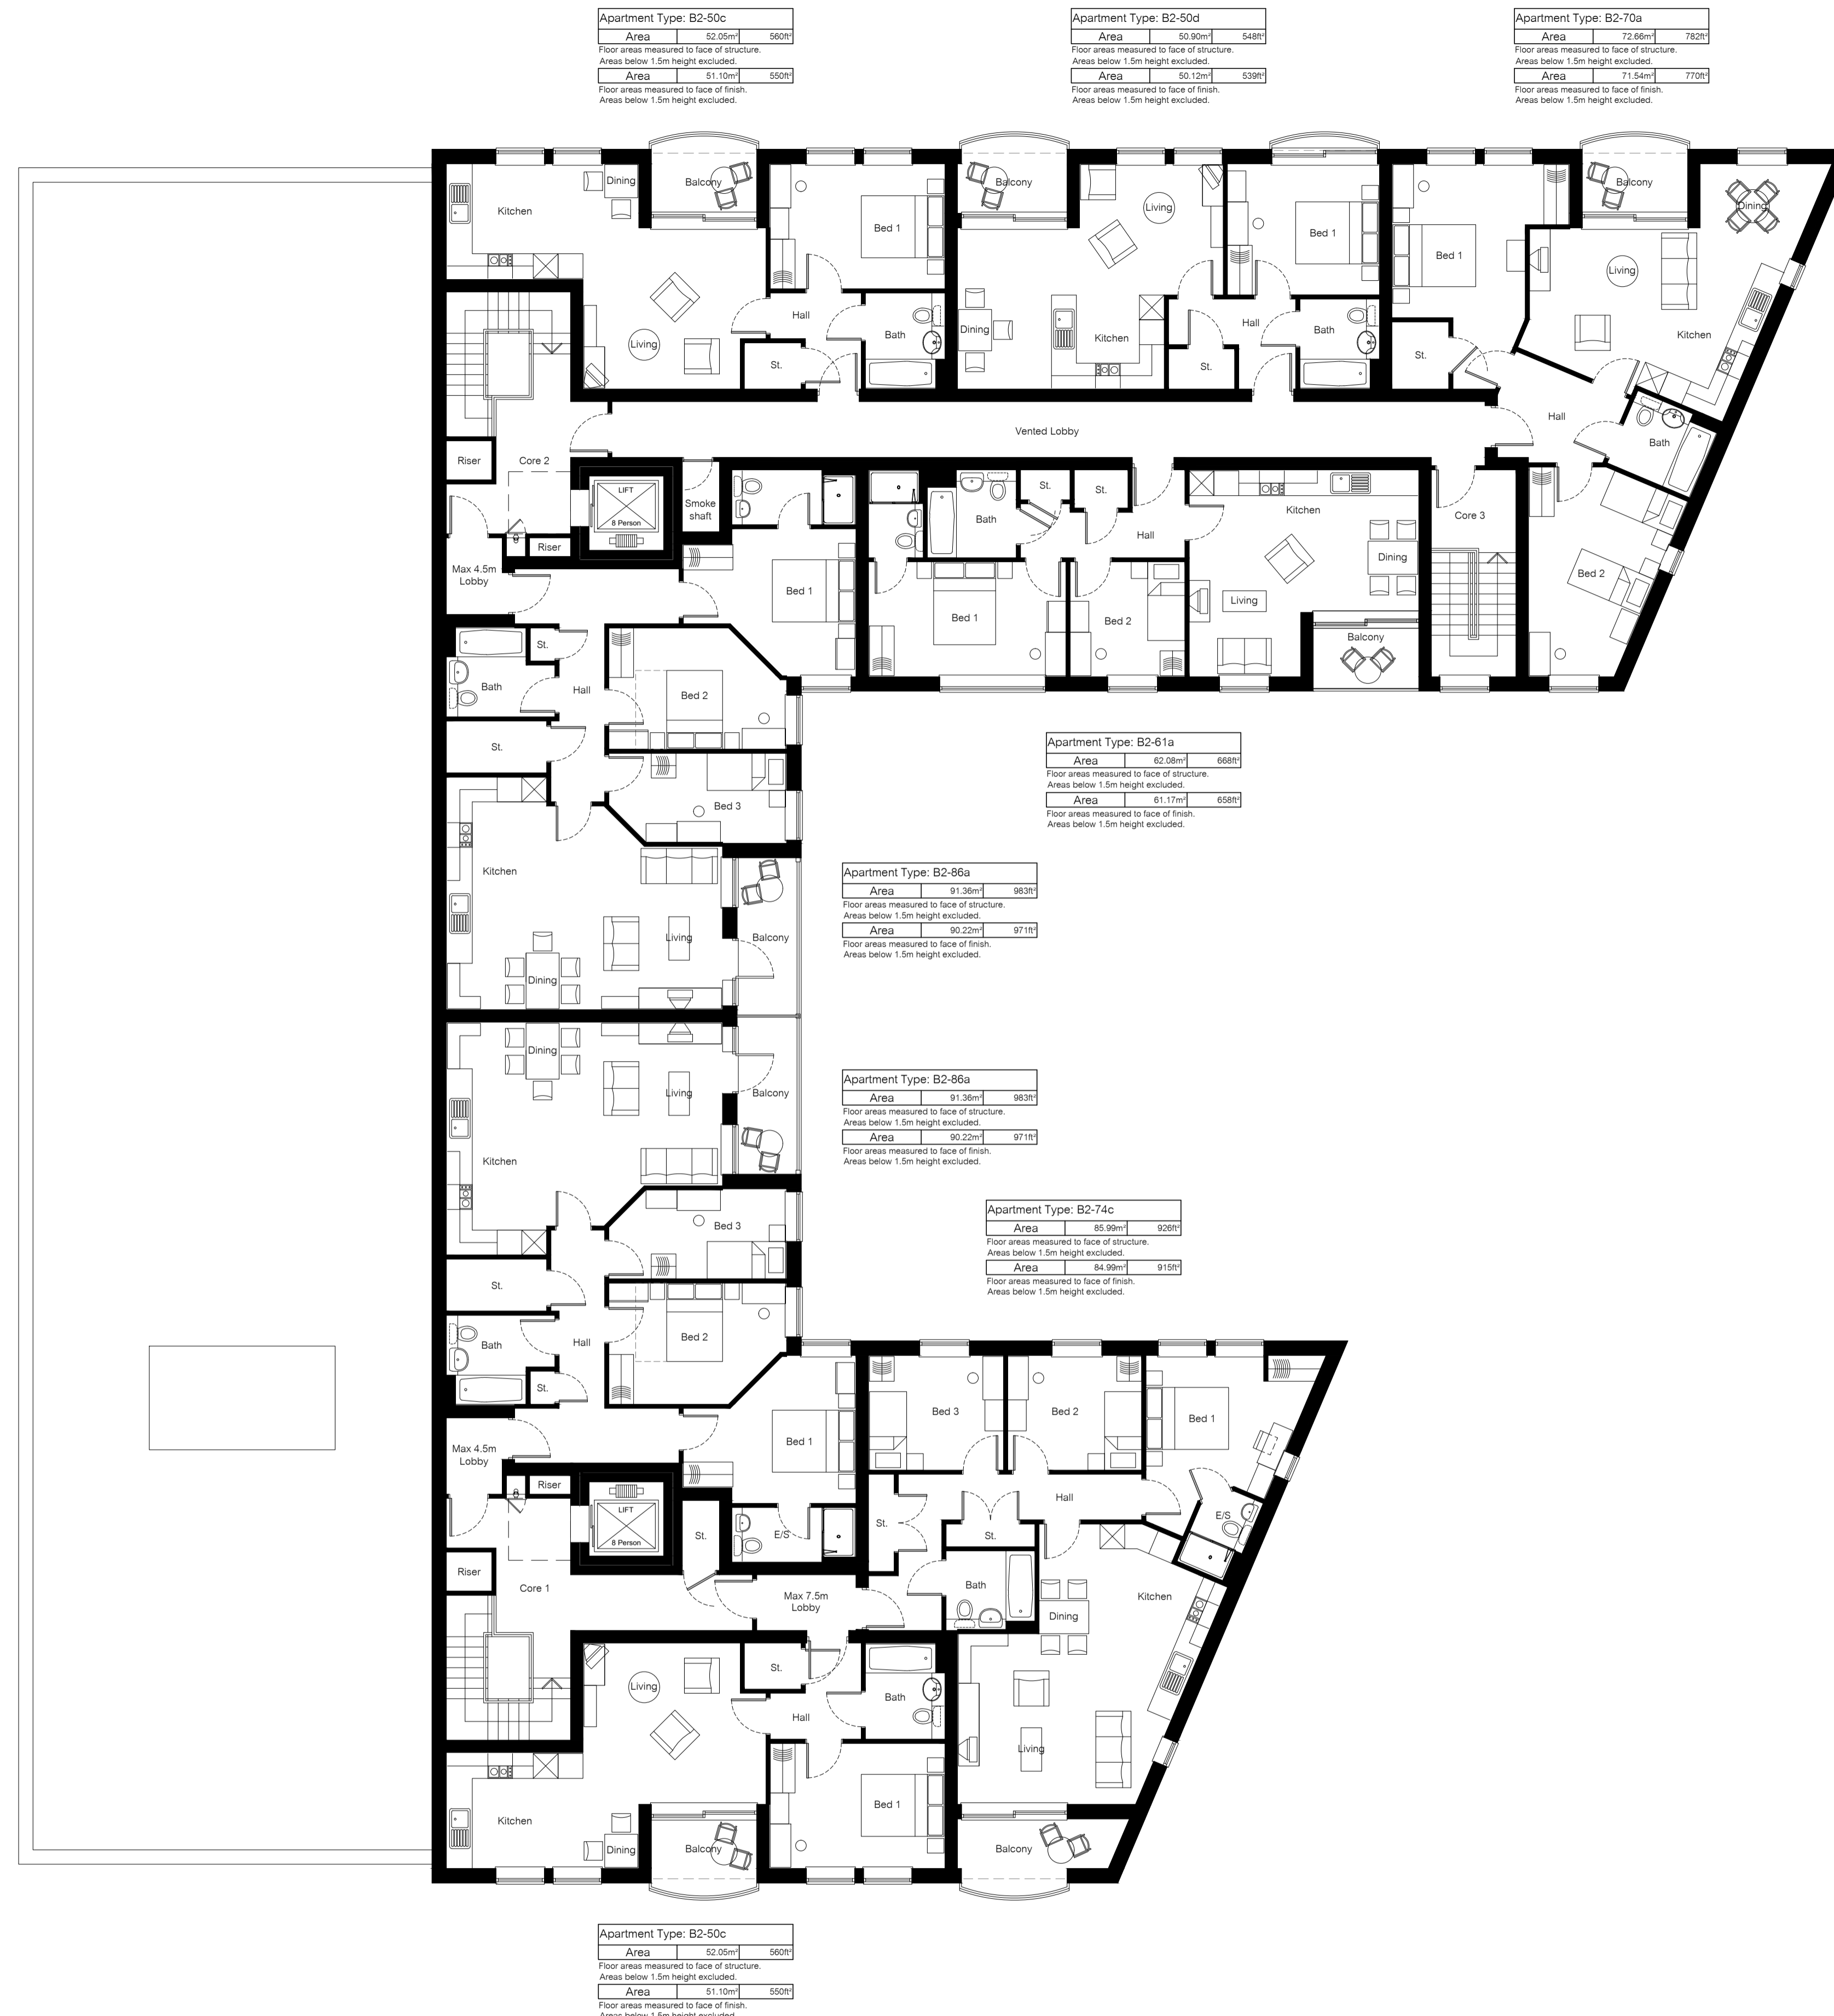 Apartment Type: B2-50c
Area 52.05m² 560ft²
Floor areas measured to face of structure.
Areas below 1.5m height excluded.
Area 51.10m² 550ft²
Floor areas measured to face of finish.
Areas below 1.5m height excluded.
Apartment Type: B2-50d
Area 50.90m² 548ft²
Floor areas measured to face of structure.
Areas below 1.5m height excluded.
Area 50.12m² 539ft²
Floor areas measured to face of finish.
Areas below 1.5m height excluded.
Apartment Type: B2-70a
Area 72.66m² 782ft²
Floor areas measured to face of structure.
Areas below 1.5m height excluded.
Area 71.54m² 770ft²
Floor areas measured to face of finish.
Areas below 1.5m height excluded.
Kitchen
Dining
Balcony
Bed 1
Living
Hall
St.
Bath
Balcony
Living
Dining
Kitchen
Bed 1
Hall
St.
Bath
Bed 1
Balcony
Dining
Living
Kitchen
St.
Hall
Bath
Bed 2
Vented Lobby
Riser
Core 2
LIFT
8 Person
Smoke
shaft
Riser
Max 4.5m
Lobby
Bed 1
Bath
St.
St.
Hall
Bed 1
Bed 2
Kitchen
Dining
Living
Balcony
Core 3
St.
Bath
Hall
Bed 2
St.
Bed 3
Kitchen
Living
Balcony
Dining
Apartment Type: B2-61a
Area 62.08m² 668ft²
Floor areas measured to face of structure.
Areas below 1.5m height excluded.
Area 61.17m² 658ft²
Floor areas measured to face of finish.
Areas below 1.5m height excluded.
Apartment Type: B2-86a
Area 91.36m² 983ft²
Floor areas measured to face of structure.
Areas below 1.5m height excluded.
Area 90.22m² 971ft²
Floor areas measured to face of finish.
Areas below 1.5m height excluded.
Dining
Living
Balcony
Kitchen
Bed 3
St.
Bath
Hall
Bed 2
St.
Apartment Type: B2-86a
Area 91.36m² 983ft²
Floor areas measured to face of structure.
Areas below 1.5m height excluded.
Area 90.22m² 971ft²
Floor areas measured to face of finish.
Areas below 1.5m height excluded.
Apartment Type: B2-74c
Area 85.99m² 926ft²
Floor areas measured to face of structure.
Areas below 1.5m height excluded.
Area 84.99m² 915ft²
Floor areas measured to face of finish.
Areas below 1.5m height excluded.
Max 4.5m
Lobby
Bed 1
Riser
LIFT
8 Person
St.
E/S
Riser
Core 1
Max 7.5m
Lobby
Bed 3
Bed 2
Bed 1
Hall
St.
St.
E/S
Bath
Kitchen
Dining
Living
Balcony
St.
Living
Bath
Hall
Kitchen
Bed 1
Dining
Balcony
Apartment Type: B2-50c
Area 52.05m² 560ft²
Floor areas measured to face of structure.
Areas below 1.5m height excluded.
Area 51.10m² 550ft²
Floor areas measured to face of finish.
Areas below 1.5m height excluded.